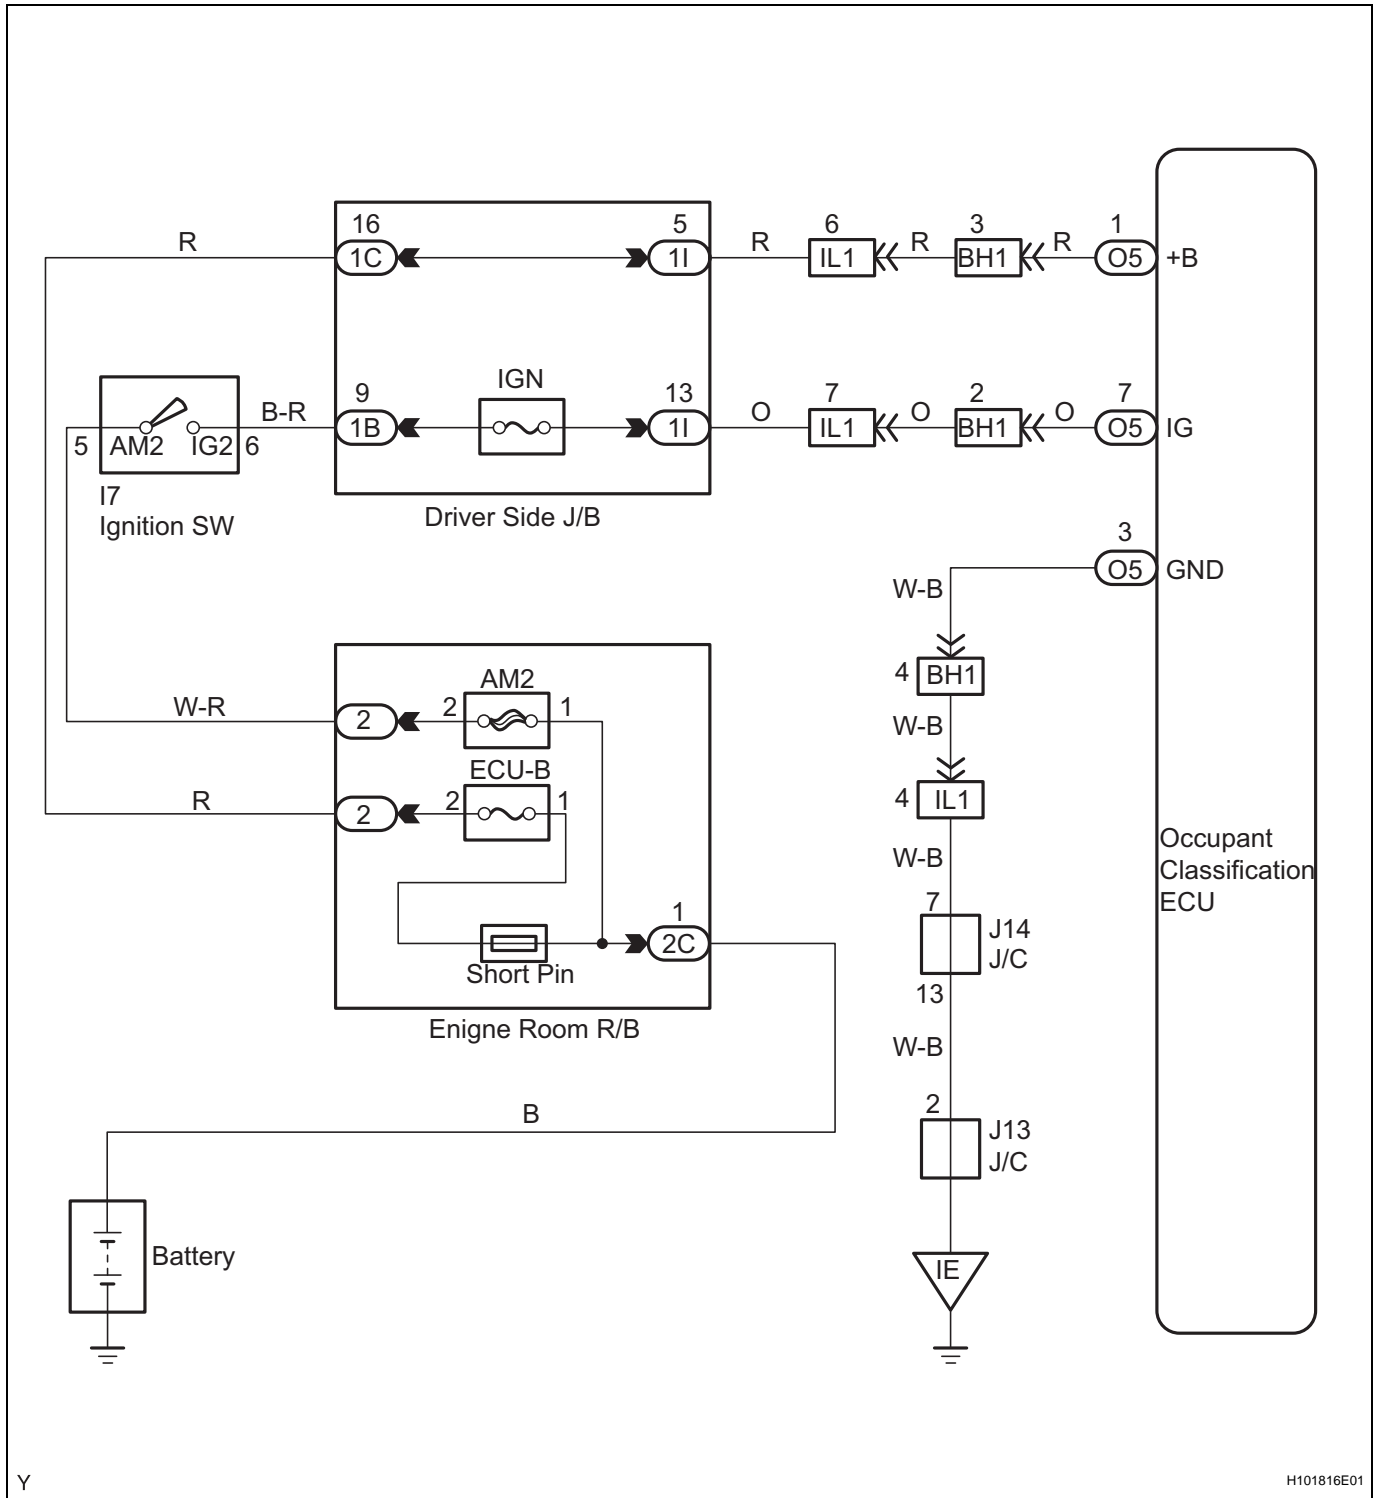 16 5 6 3 1
R 1C 1I R IL1 R BH1 R O5 +B
IGN
9 13 7 2 7
B-R 1B 1I O IL1 O BH1 O O5 IG
5 AM2 IG2 6
I7
Ignition SW
Driver Side J/B
3
O5 GND
W-B
AM2
4 BH1
W-R 2 2 1
W-B
ECU-B
R 2 2 1
4 IL1
Occupant
Classification
ECU
W-B
7
1
2C
J14
J/C
Short Pin
13
Enigne Room R/B
W-B
B
2
J13
J/C
Battery
IE
Y
H101816E01